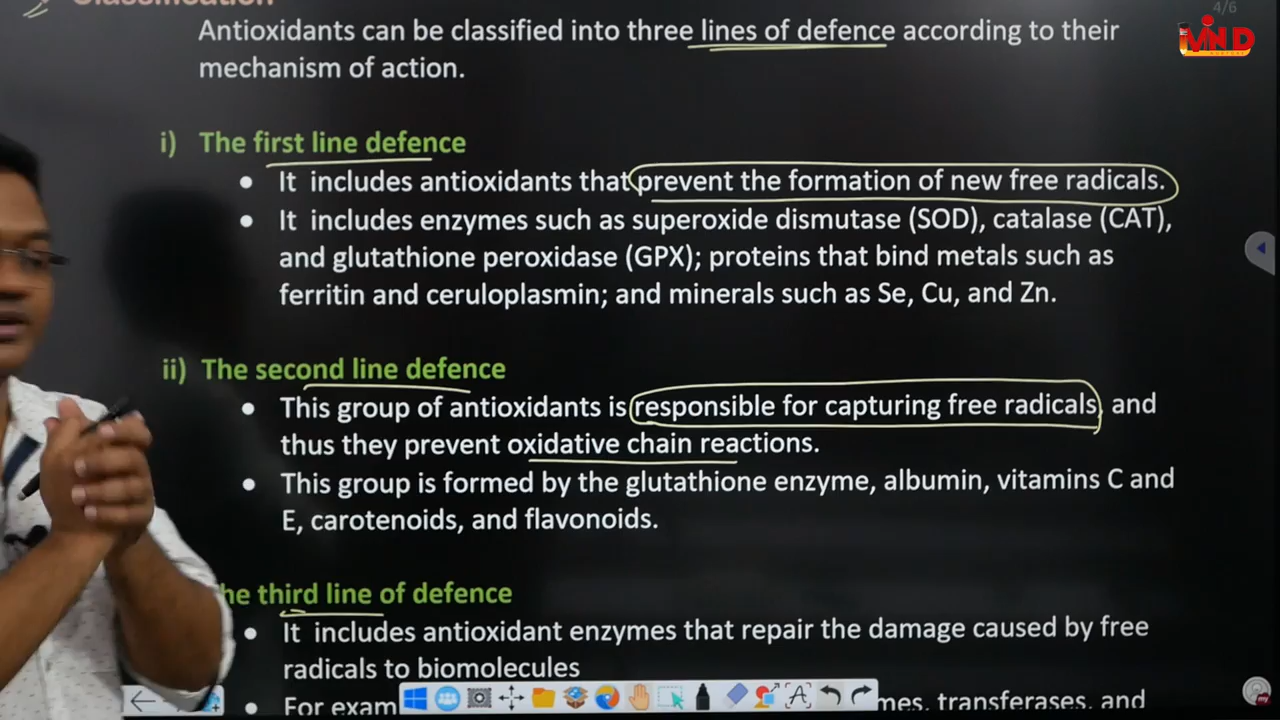 Classification
4/6
Antioxidants can be classified into three lines of defence according to their
mechanism of action.
i) The first line defence
• It includes antioxidants that prevent the formation of new free radicals.
• It includes enzymes such as superoxide dismutase (SOD), catalase (CAT),
and glutathione peroxidase (GPX); proteins that bind metals such as
ferritin and ceruloplasmin; and minerals such as Se, Cu, and Zn.
ii) The second line defence
• This group of antioxidants is responsible for capturing free radicals, and
thus they prevent oxidative chain reactions.
• This group is formed by the glutathione enzyme, albumin, vitamins C and
E, carotenoids, and flavonoids.
he third line of defence
• It includes antioxidant enzymes that repair the damage caused by free
radicals to biomolecules
• For exam mes, transferases, and